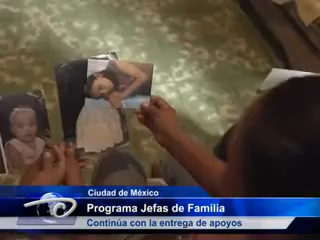 Ciudad de México
Programa Jefas de Familia
Continúa con la entrega de apoyos